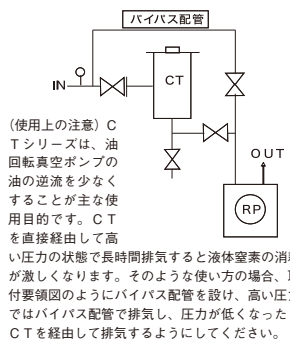 バイパス配管
IN
CT
OUT
RP
(使用上の注意)C
Tシリーズは、油
回転真空ポンプの
油の逆流を少なく
することが主な使
用目的です。CT
を直接経由して高
い圧力の状態で長時間排気すると液体窒素の消
が激しくなります。そのような使い方の場合、
付要領図のようにバイパス配管を設け、高い圧
ではバイパス配管で排気し、圧力が低くなった
CTを経由して排気するようにしてください。